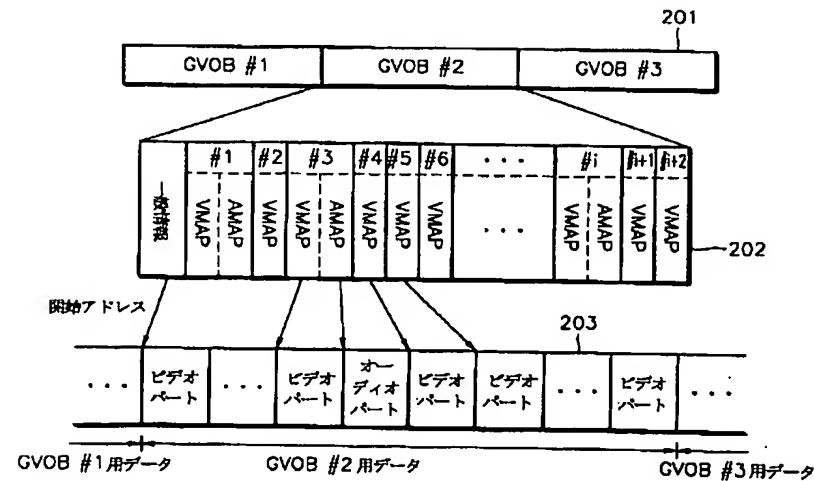 201
GVOB #1 GVOB #2 GVOB #3
#1 #2 #3 #4 #5 #6 ... #i #i+1 #i+2
一般情報 VMAP AMAP VMAP VMAP AMAP VMAP VMAP VMAP ... VMAP AMAP VMAP VMAP
202
開始アドレス
203
... ビデオパート ... ビデオパート オーディオパート ビデオパート ビデオパート ... ビデオパート ...
GVOB #1用データ GVOB #2用データ GVOB #3用データ